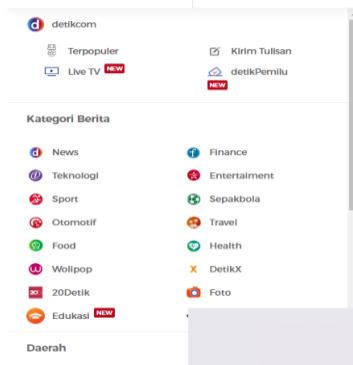 detikcom
Terpopuler Kirim Tulisan
Live TV NEW detikPemilu
NEW
Kategori Berita
News Finance
Teknologi Entertaiment
Sport Sepakbola
Otomotif Travel
Food Health
Wolipop DetikX
20Detik Foto
Edukasi NEW
Daerah